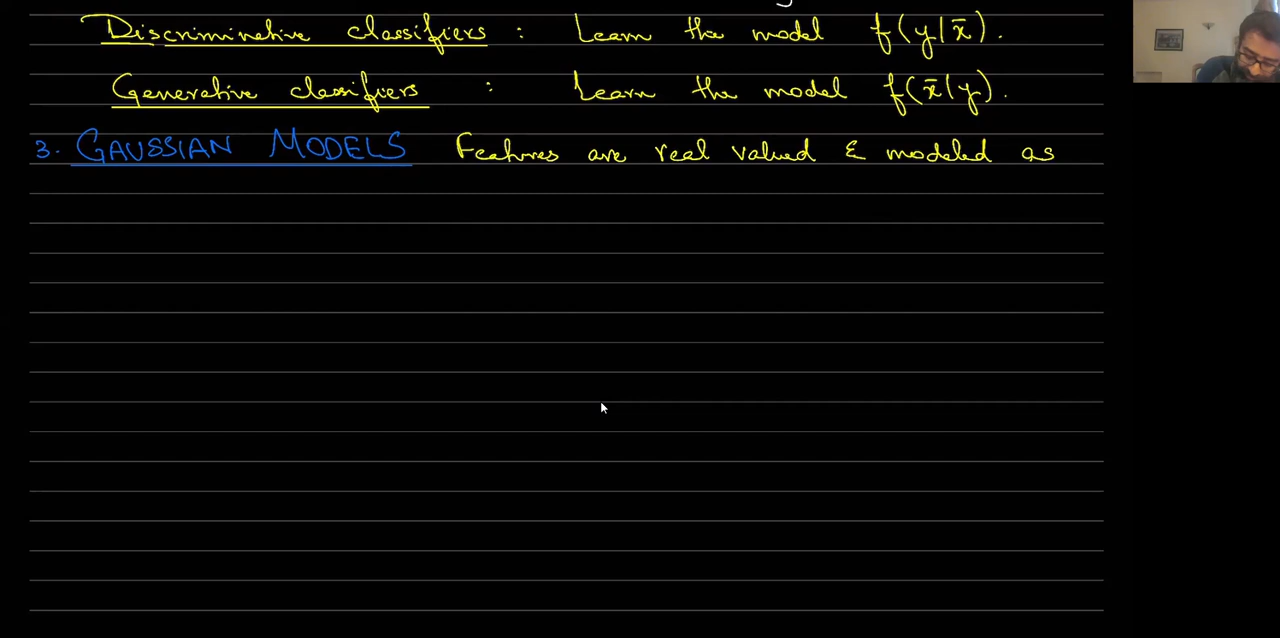 Discriminative classifiers : Learn the model f(y|x̄).
Generative classifiers : Learn the model f(x̄|y).
3. GAUSSIAN MODELS Features are real valued & modeled as